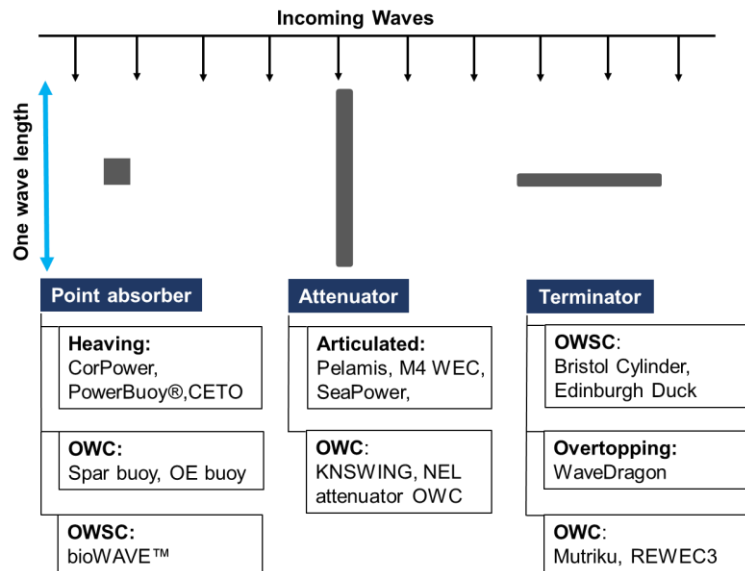 Incoming Waves
One wave length
Point absorber
Heaving:
CorPower,
PowerBuoy®,CETO
OWC:
Spar buoy, OE buoy
OWSC:
bioWAVE™
Attenuator
Articulated:
Pelamis, M4 WEC,
SeaPower,
OWC:
KNSWING, NEL
attenuator OWC
Terminator
OWSC:
Bristol Cylinder,
Edinburgh Duck
Overtopping:
WaveDragon
OWC:
Mutriku, REWEC3